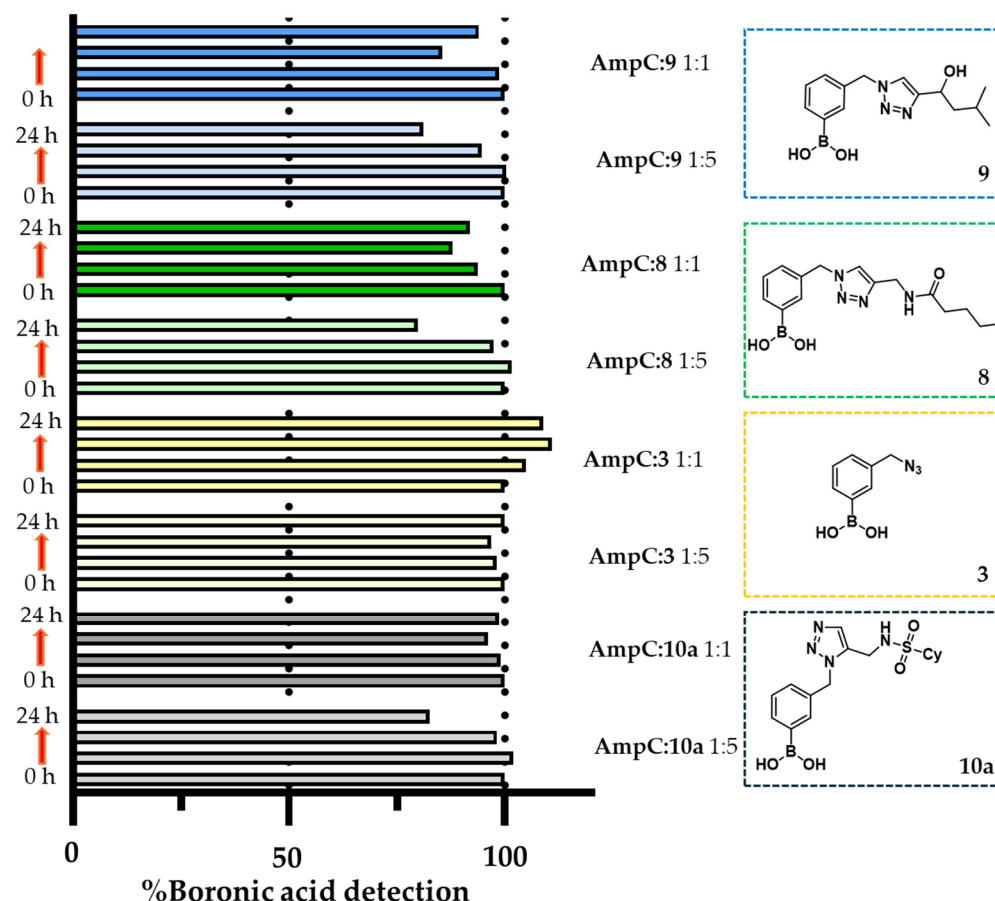 0 h
24 h
0 h
24 h
0 h
24 h
0 h
24 h
0 h
24 h
0 h
24 h
0 h
24 h
0 h
0
50
100
%Boronic acid detection
AmpC:9 1:1
AmpC:9 1:5
AmpC:8 1:1
AmpC:8 1:5
AmpC:3 1:1
AmpC:3 1:5
AmpC:10a 1:1
AmpC:10a 1:5
OH
N
N=N
B
HO OH
9
O
N
N=N
N
H
B
HO OH
8
N3
B
HO OH
3
N
N
N
H
N
O
S
O
Cy
B
HO OH
10a